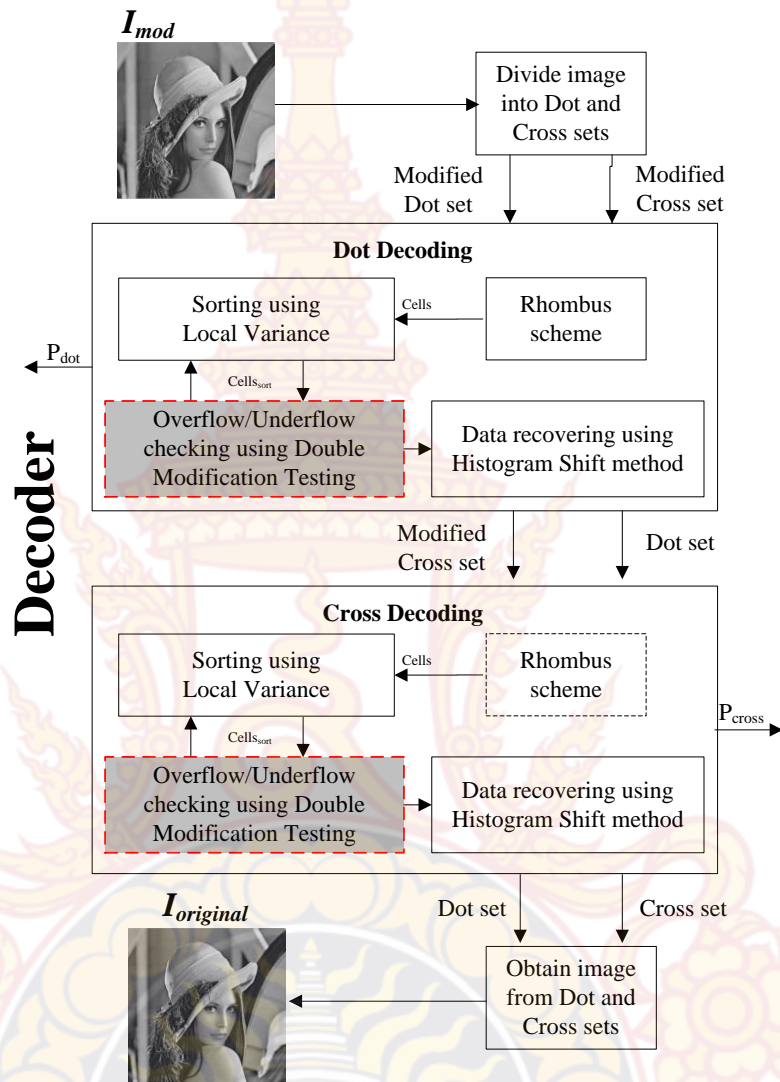 I_mod
Divide image
into Dot and
Cross sets
Modified
Dot set
Modified
Cross set
Dot Decoding
Sorting using
Local Variance
Cells
Rhombus
scheme
P_dot
Cells_sort
Overflow/Underflow
checking using Double
Modification Testing
Data recovering using
Histogram Shift method
Decoder
Modified
Cross set
Dot set
Cross Decoding
Sorting using
Local Variance
Cells
Rhombus
scheme
P_cross
Cells_sort
Overflow/Underflow
checking using Double
Modification Testing
Data recovering using
Histogram Shift method
I_original
Dot set
Cross set
Obtain image
from Dot and
Cross sets